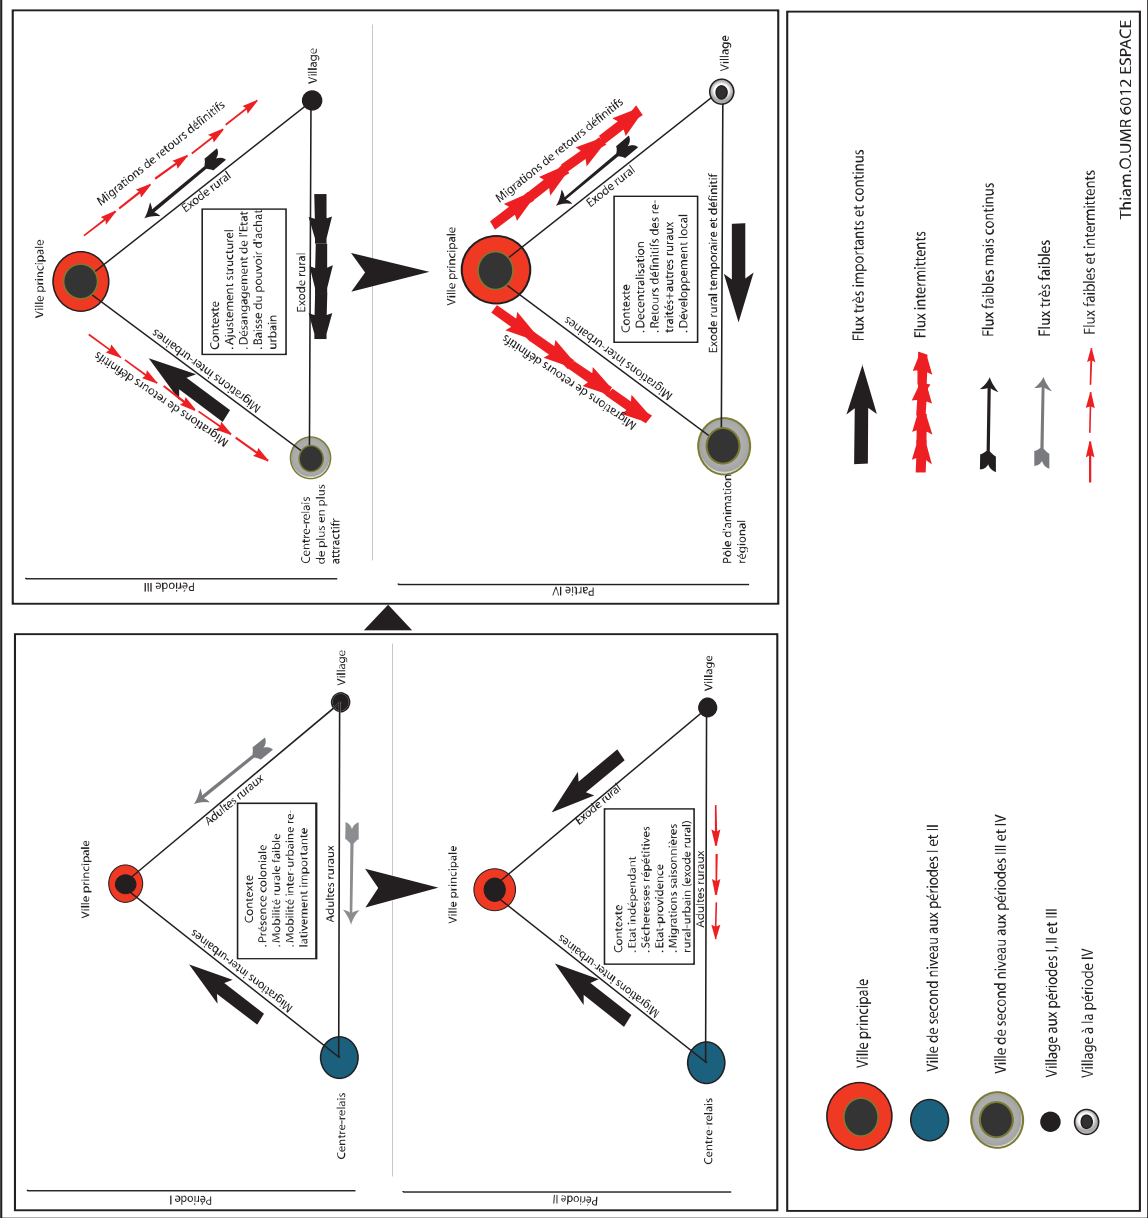 Période I
Ville principale
Adultes ruraux
Village
Migrations inter-urbaines
Contexte
. Présence coloniale
. Mobilité rurale faible
. Mobilité inter-urbaine re-
lativement importante
Adultes ruraux
Centre-relais
Période II
Ville principale
Exode rural
Village
Migrations inter-urbaines
Contexte
. Etat indépendant
. Sécheresses répétitives
. Etat-providence
. Migrations saisonnières
rural-urbain (exode rural)
Adultes ruraux
Centre-relais
Période III
Ville principale
Migrations de retours définitifs
Exode rural
Village
Migrations inter-urbaines
Migrations de retours définitifs
Contexte
. Ajustement structurel
. Désangagement de l'Etat
. Baisse du pouvoir d'achat
urbain
Exode rural
Centre-relais
de plus en plus
attractifr
Partie IV
Ville principale
Migrations de retours définitifs
Exode rural
Village
Migrations inter-urbaines
Migrations de retours définitifs
Contexte
. Decentralisation
. Retours définitifs des re-
traités+autres ruraux
. Développement local
Exode rural temporaire et définitif
Pôle d'animation
régional
Ville principale
Ville de second niveau aux périodes I et II
Ville de second niveau aux périodes III et IV
Village aux périodes I, II et III
Village à la période IV
Flux très importants et continus
Flux intermittents
Flux faibles mais continus
Flux très faibles
Flux faibles et intermittents
Thiam.O.UMR 6012 ESPACE